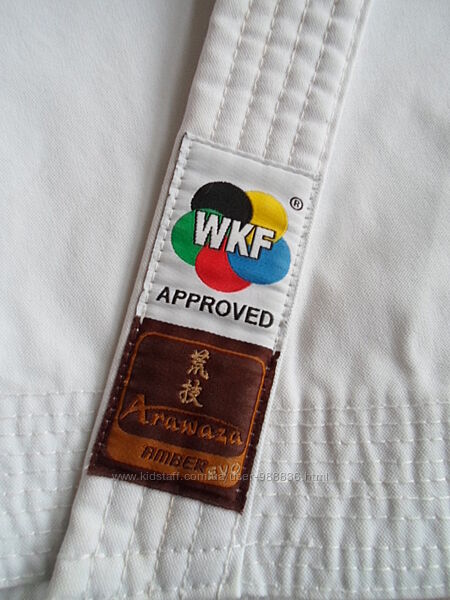 WKF
®
APPROVED
荒
技
Arawaza
AMBER evo
www.kidstaff.com.ua/user-988836.html